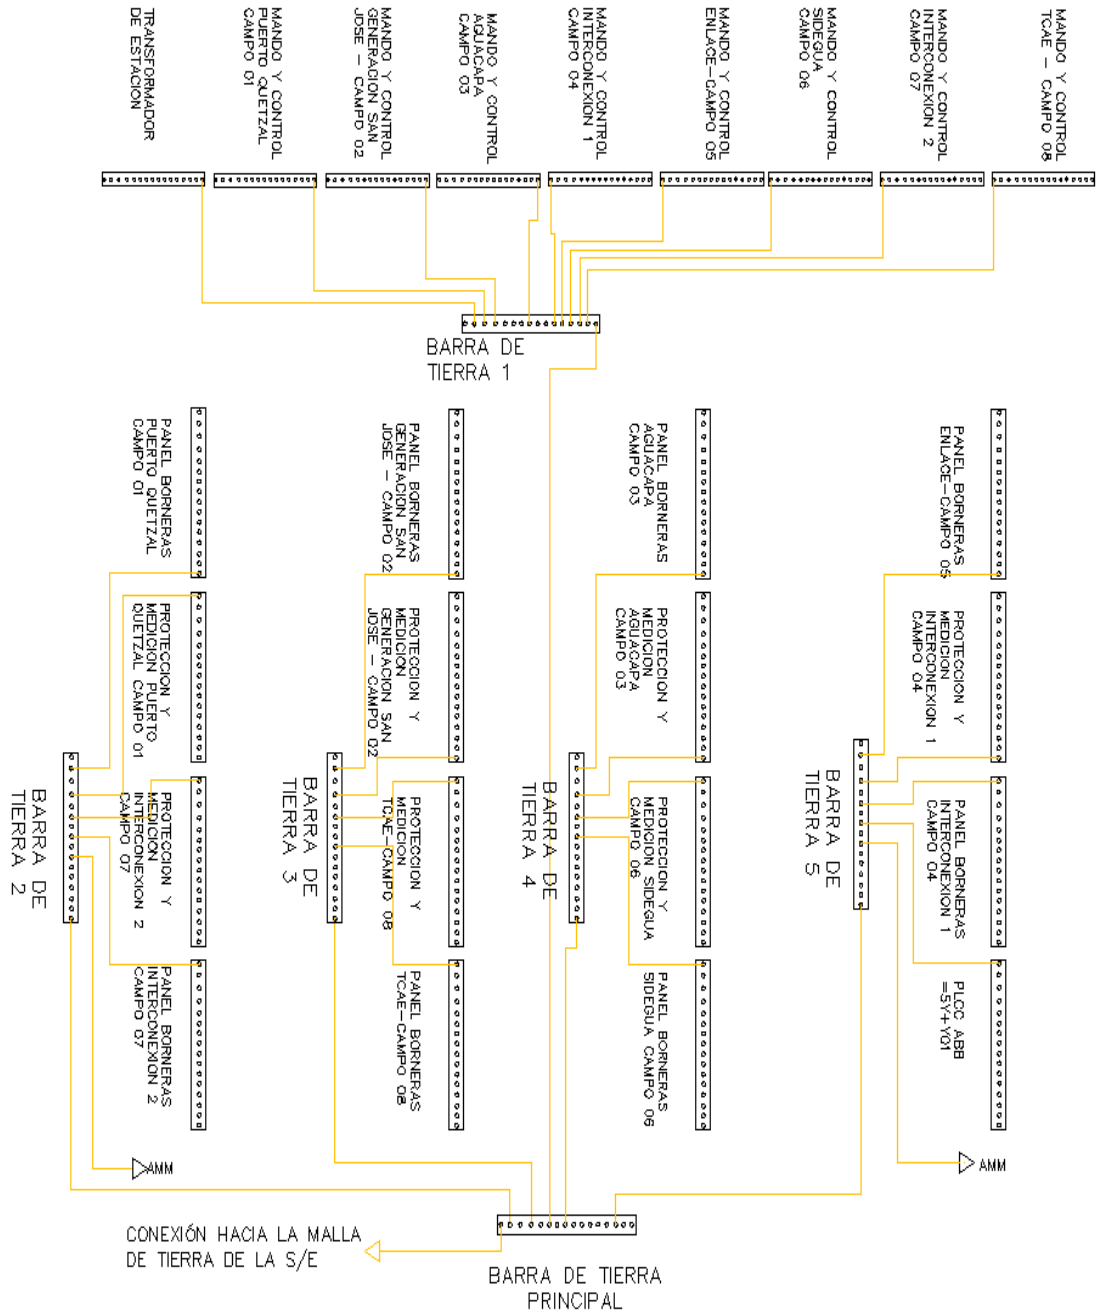 TRANSFORMADOR
DE ESTACION
MANDO Y CONTROL
PUERTO QUETZAL
CAMPO 01
MANDO Y CONTROL
GENERACION SAN
JOSE - CAMPO 02
MANDO Y CONTROL
AGUACAPA
CAMPO 03
MANDO Y CONTROL
INTERCONEXION 1
CAMPO 04
MANDO Y CONTROL
ENLACE-CAMPO 05
MANDO Y CONTROL
SIDEGUA
CAMPO 06
MANDO Y CONTROL
INTERCONEXION 2
CAMPO 07
MANDO Y CONTROL
TCAE - CAMPO 08
BARRA DE
TIERRA 1
PANEL BORNERAS
PUERTO QUETZAL
CAMPO 01
PANEL BORNERAS
GENERACION SAN
JOSE - CAMPO 02
PANEL BORNERAS
AGUACAPA
CAMPO 03
PANEL BORNERAS
ENLACE-CAMPO 05
PROTECCION Y
MEDICION PUERTO
QUETZAL CAMPO 01
PROTECCION Y
MEDICION
GENERACION SAN
JOSE - CAMPO 02
PROTECCION Y
MEDICION
AGUACAPA
CAMPO 03
PROTECCION Y
MEDICION
INTERCONEXION 1
CAMPO 04
BARRA DE
TIERRA 2
PROTECCION Y
MEDICION
INTERCONEXION 2
CAMPO 07
BARRA DE
TIERRA 3
PROTECCION Y
MEDICION
TCAE-CAMPO 08
BARRA DE
TIERRA 4
PROTECCION Y
MEDICION SIDEGUA
CAMPO 06
BARRA DE
TIERRA 5
PANEL BORNERAS
INTERCONEXION 1
CAMPO 04
PANEL BORNERAS
INTERCONEXION 2
CAMPO 07
PANEL BORNERAS
TCAE-CAMPO 08
PANEL BORNERAS
SIDEGUA CAMPO 06
PLCC ABB
=5Y+YQ1
AMM
AMM
CONEXIÓN HACIA LA MALLA
DE TIERRA DE LA S/E
BARRA DE TIERRA
PRINCIPAL